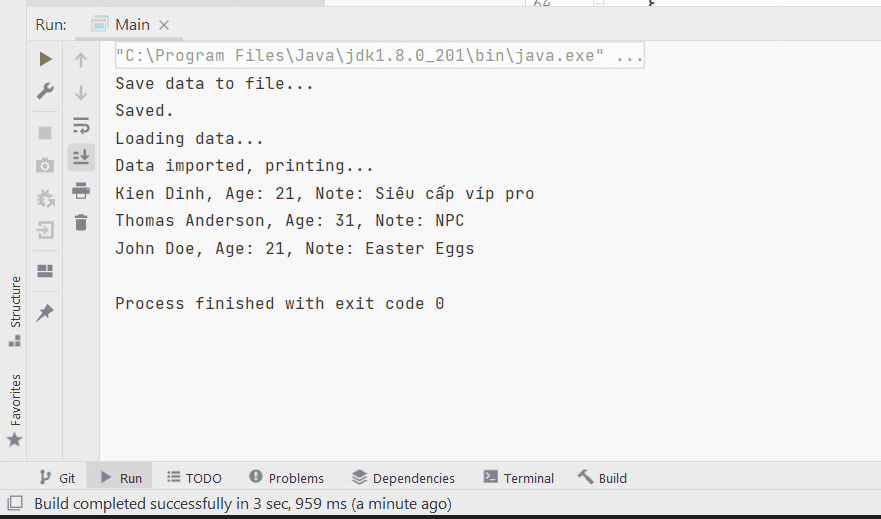 64
}
Run:
Main
"C:\Program Files\Java\jdk1.8.0_201\bin\java.exe" ...
Save data to file...
Saved.
Loading data...
Data imported, printing...
Kien Dinh, Age: 21, Note: Siêu cấp víp pro
Thomas Anderson, Age: 31, Note: NPC
John Doe, Age: 21, Note: Easter Eggs
Process finished with exit code 0
Structure
Favorites
Git Run TODO Problems Dependencies Terminal Build
Build completed successfully in 3 sec, 959 ms (a minute ago)